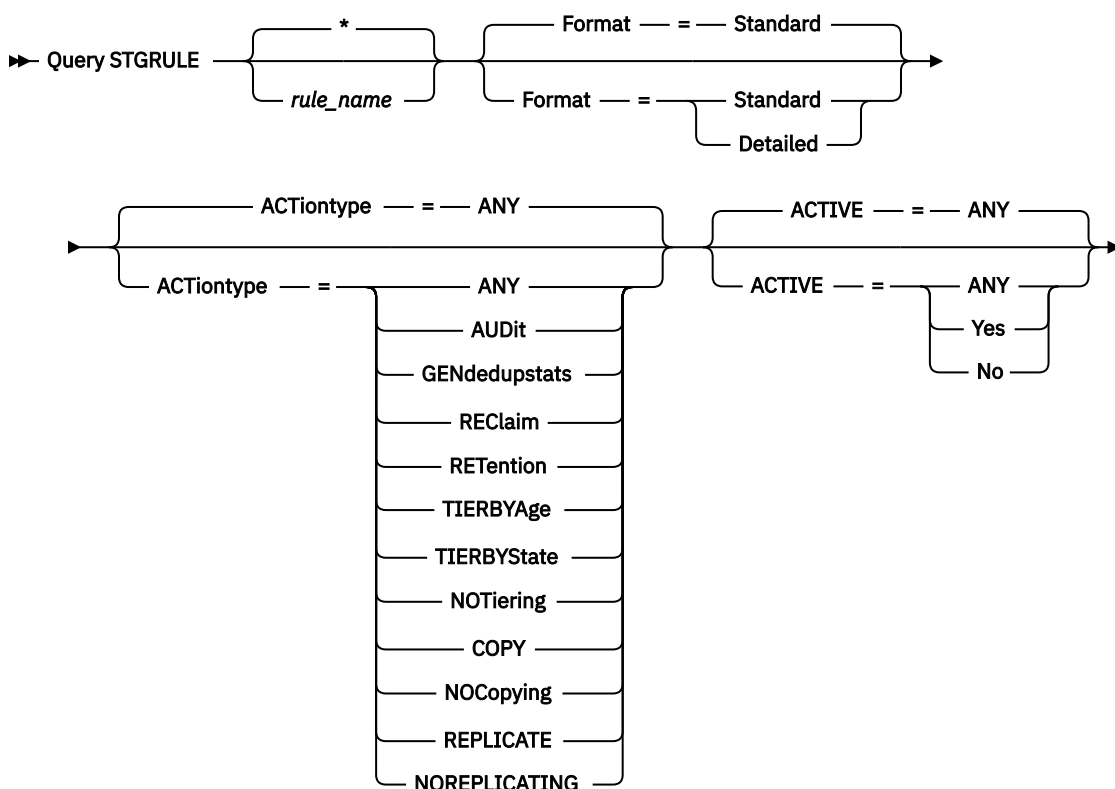 *
Format = Standard
Query STGRULE
rule_name
Format = Standard
Detailed
ACTiontype = ANY
ACTIVE = ANY
ACTiontype = ANY
ACTIVE = ANY
AUDit
Yes
GENdedupstats
No
REClaim
RETention
TIERBYAge
TIERBYState
NOTiering
COPY
NOCopying
REPLICATE
NOREPLICATING